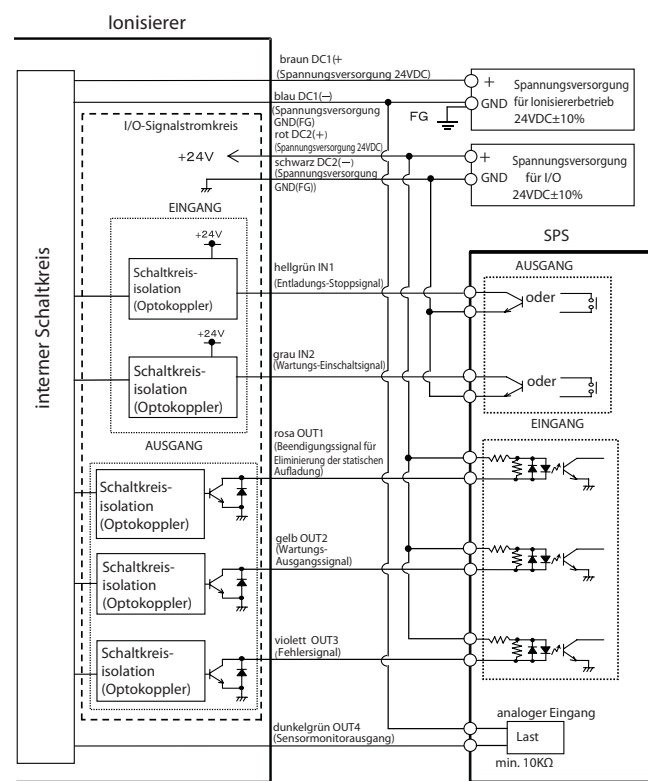 Ionisierer
braun DC1(+
(Spannungsversorgung 24VDC)
+
Spannungsversorgung
für Ionisiererbetrieb
24VDC±10%
GND
blau DC1(−)
(Spannungsversorgung
GND(FG)
FG
I/O-Signalstromkreis
rot DC2(+)
(Spannungsversorgung 24VDC)
+24V
+
Spannungsversorgung
für I/O
24VDC±10%
GND
schwarz DC2(−)
(Spannungsversorgung
GND(FG))
EINGANG
SPS
+24V
Schaltkreis-
isolation
(Optokoppler)
hellgrün IN1
(Entladungs-Stoppsignal)
AUSGANG
oder
interner Schaltkreis
+24V
Schaltkreis-
isolation
(Optokoppler)
grau IN2
(Wartungs-Einschaltsignal)
oder
AUSGANG
EINGANG
rosa OUT1
(Beendigungssignal für
Eliminierung der statischen
Aufladung)
Schaltkreis-
isolation
(Optokoppler)
gelb OUT2
(Wartungs-
Ausgangssignal)
Schaltkreis-
isolation
(Optokoppler)
violett OUT3
(Fehlersignal)
Schaltkreis-
isolation
(Optokoppler)
dunkelgrün OUT4
(Sensormonitorausgang)
analoger Eingang
Last
min. 10KΩ